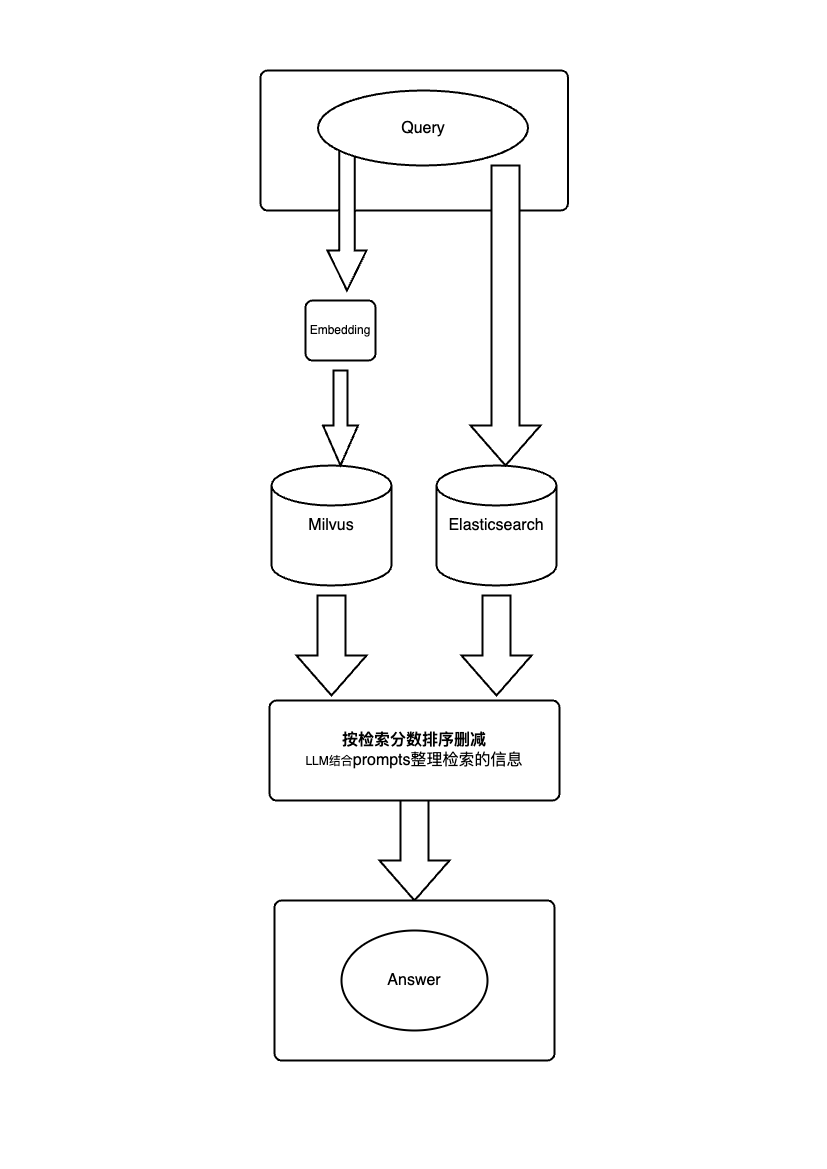 Query
Embedding
Milvus
Elasticsearch
按检索分数排序删减
LLM结合prompts整理检索的信息
Answer